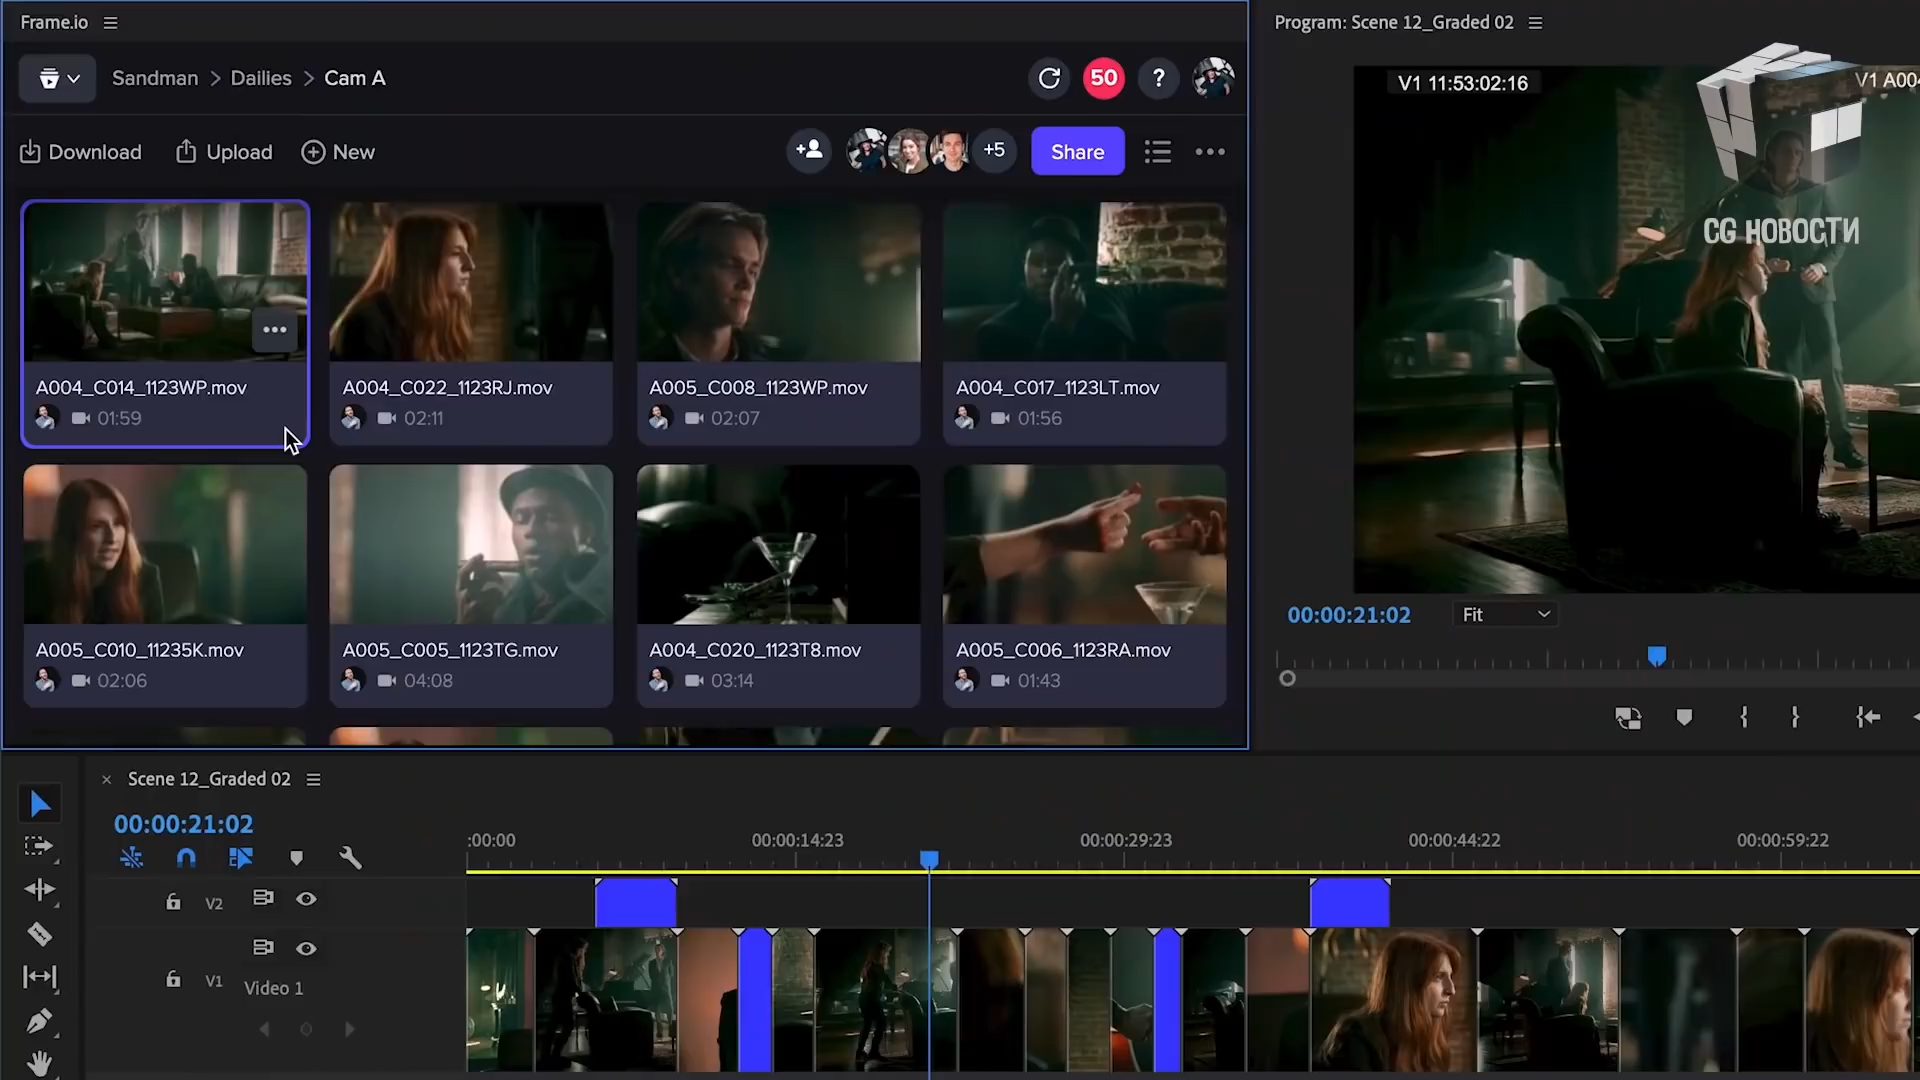 Frame.io
Program: Scene 12_Graded 02
Sandman > Dailies > Cam A
50
?
V1 11:53:02:16
V1 A00
Download
Upload
New
+5
Share
CG НОВОСТИ
A004_C014_1123WP.mov
01:59
A004_C022_1123RJ.mov
02:11
A005_C008_1123WP.mov
02:07
A004_C017_1123LT.mov
01:56
A005_C010_11235K.mov
02:06
A005_C005_1123TG.mov
04:08
A004_C020_1123T8.mov
03:14
A005_C006_1123RA.mov
01:43
00:00:21:02
Fit
Scene 12_Graded 02
00:00:21:02
:00:00
00:00:14:23
00:00:29:23
00:00:44:22
00:00:59:22
V2
V1
Video 1